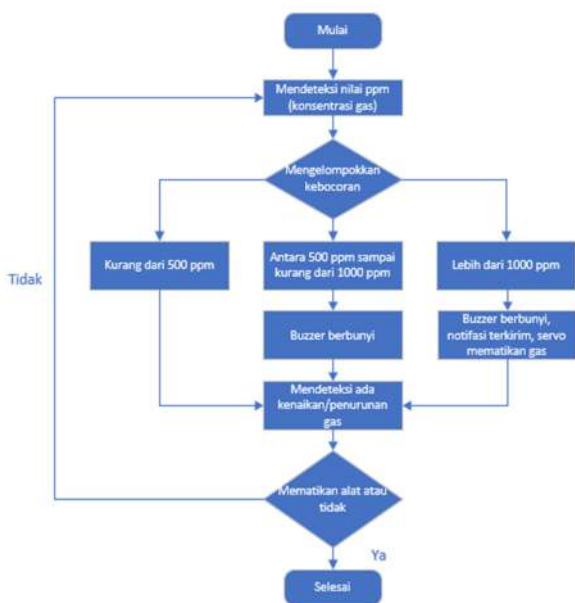 Mulai
Mendeteksi nilai ppm
(konsentrasi gas)
Mengelompokkan
kebocoran
Kurang dari 500 ppm
Antara 500 ppm sampai
kurang dari 1000 ppm
Lebih dari 1000 ppm
Tidak
Buzzer berbunyi
Buzzer berbunyi,
notifasi terkirim, servo
mematikan gas
Mendeteksi ada
kenaikan/penurunan
gas
Mematikan alat atau
tidak
Ya
Selesai